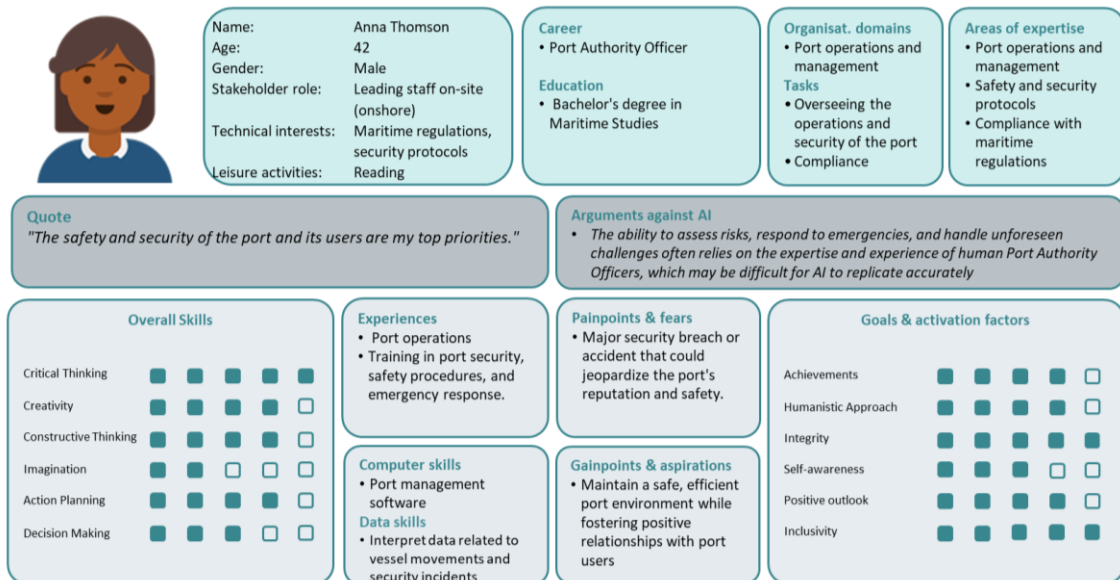 Name: Anna Thomson
Age: 42
Gender: Male
Stakeholder role: Leading staff on-site
(onshore)
Technical interests: Maritime regulations,
security protocols
Leisure activities: Reading
Career
• Port Authority Officer
Education
• Bachelor's degree in
Maritime Studies
Organisat. domains
• Port operations and
management
Tasks
• Overseeing the
operations and
security of the port
• Compliance
Areas of expertise
• Port operations and
management
• Safety and security
protocols
• Compliance with
maritime
regulations
Quote
"The safety and security of the port and its users are my top priorities."
Arguments against AI
• The ability to assess risks, respond to emergencies, and handle unforeseen
challenges often relies on the expertise and experience of human Port Authority
Officers, which may be difficult for AI to replicate accurately
Overall Skills
Critical Thinking
Creativity
Constructive Thinking
Imagination
Action Planning
Decision Making
Experiences
• Port operations
• Training in port security,
safety procedures, and
emergency response.
Computer skills
• Port management
software
Data skills
• Interpret data related to
vessel movements and
security incidents
Painpoints & fears
• Major security breach or
accident that could
jeopardize the port's
reputation and safety.
Gainpoints & aspirations
• Maintain a safe, efficient
port environment while
fostering positive
relationships with port
users
Goals & activation factors
Achievements
Humanistic Approach
Integrity
Self-awareness
Positive outlook
Inclusivity